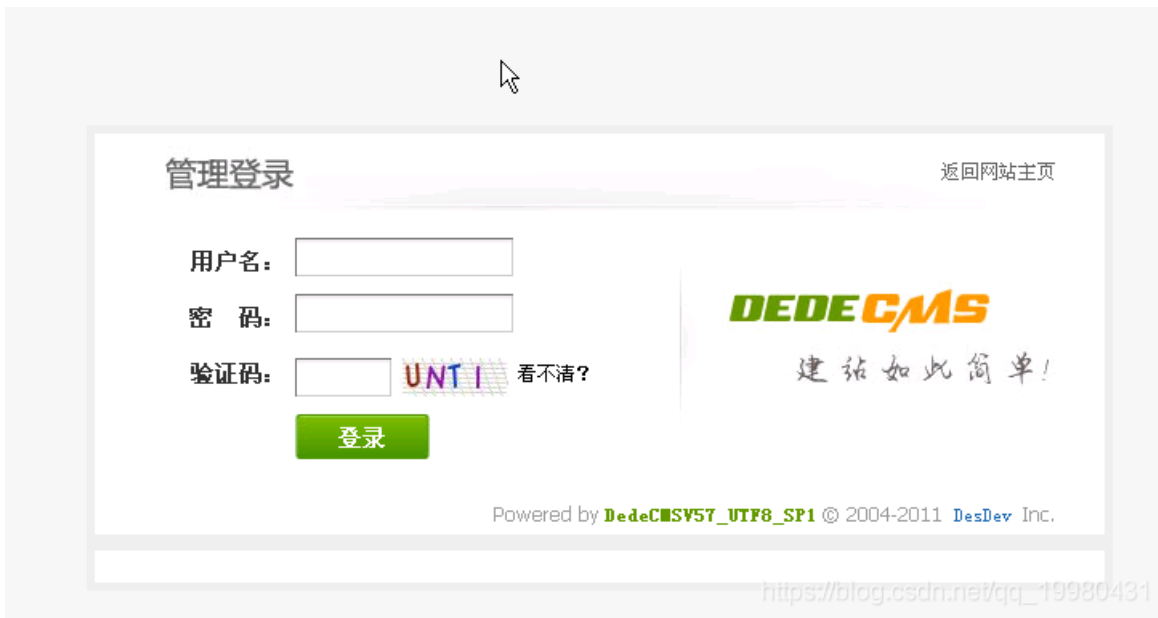 管理登录
返回网站主页
用户名：
密 码：
验证码：
UNTI
看不清？
登录
DEDECMS
建站如此简单!
Powered by DedeCMSV57_UTF8_SP1 © 2004-2011 DesDev Inc.
https://blog.csdn.net/qq_19980431